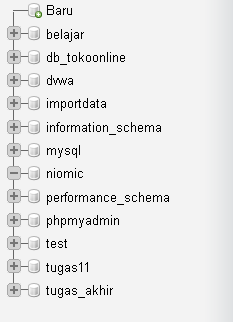 Baru
belajar
db_tokoonline
dvwa
importdata
information_schema
mysql
niomic
performance_schema
phpmyadmin
test
tugas11
tugas_akhir